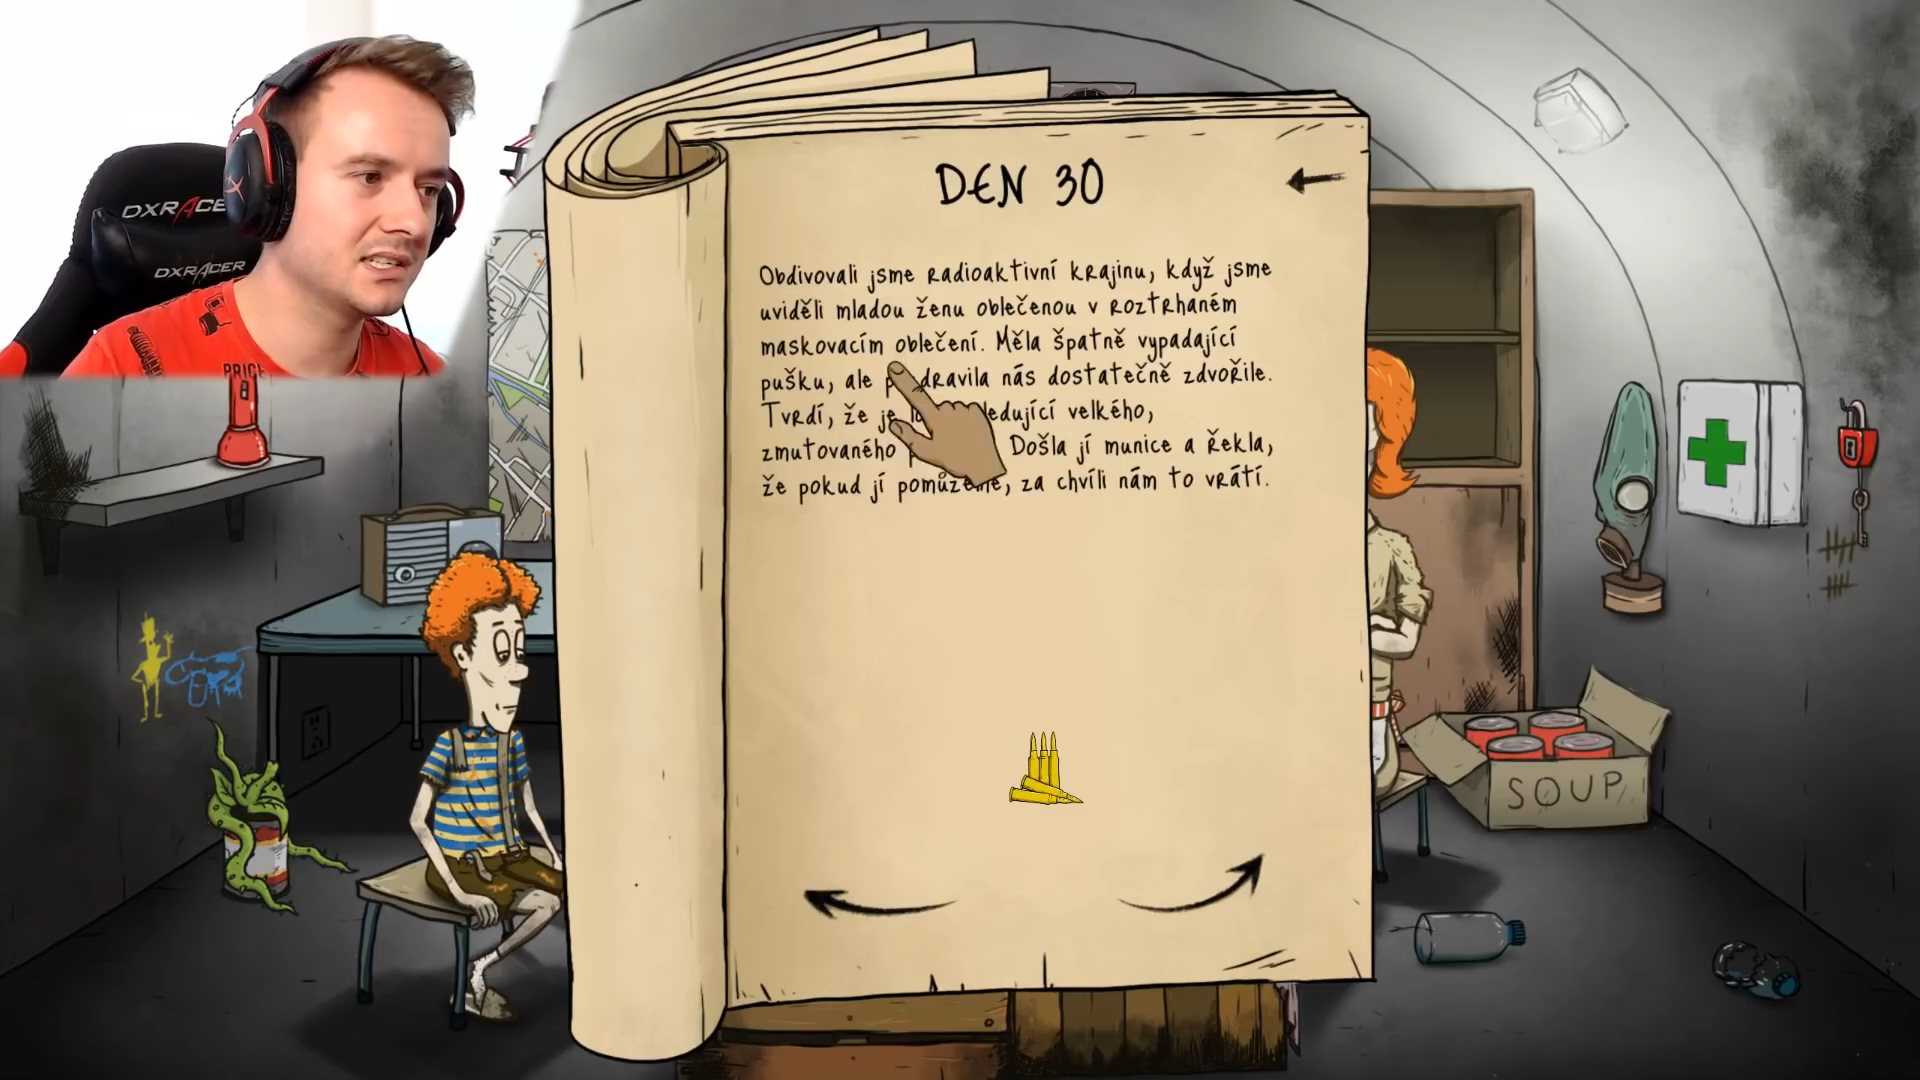 DXRACER
DXRACER
PRICE
DEN 30
Obdivovali jsme radioaktivní krajinu, když jsme
uviděli mladou ženu oblečenou v roztrhaném
maskovacím oblečení. Měla špatně vypadající
pušku, ale nás dostatečně zdvořile.
Tvrdí, že je velkého,
zmutovaného Došla jí munice a řekla,
že pokud jí pomůžeme, za chvíli nám to vrátí.
SOUP